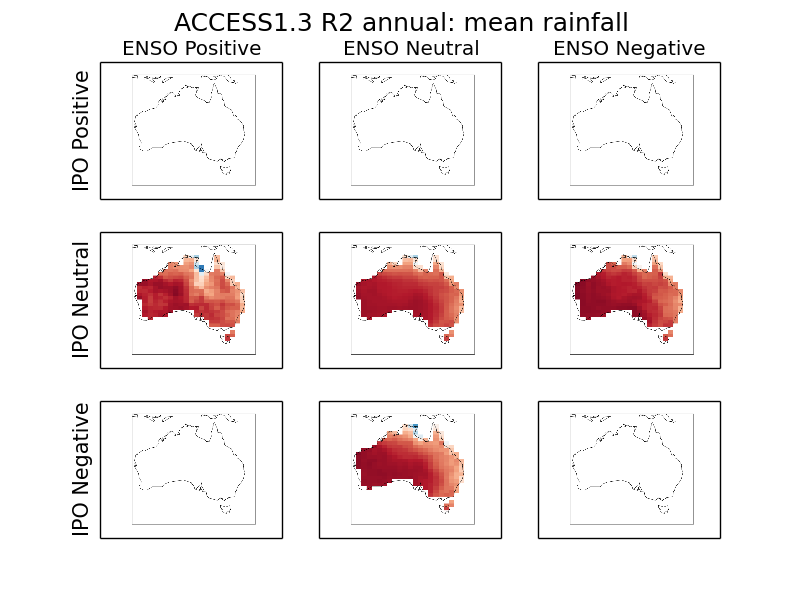 ACCESS1.3 R2 annual: mean rainfall
ENSO Positive
ENSO Neutral
ENSO Negative
IPO Positive
IPO Neutral
IPO Negative